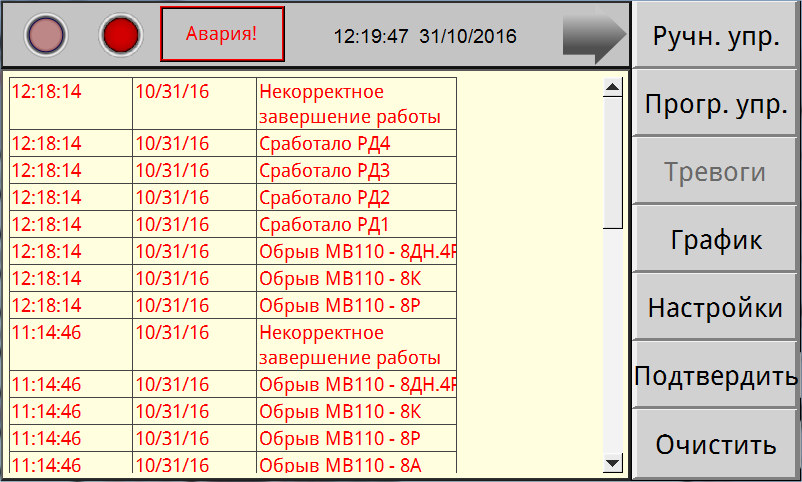 Авария!
12:19:47 31/10/2016
Ручн. упр.
Прогр. упр.
Тревоги
График
Настройки
Подтвердить
Очистить
12:18:14 10/31/16 Некорректное
завершение работы
12:18:14 10/31/16 Сработало РД4
12:18:14 10/31/16 Сработало РД3
12:18:14 10/31/16 Сработало РД2
12:18:14 10/31/16 Сработало РД1
12:18:14 10/31/16 Обрыв МВ110 - 8ДН.4Р
12:18:14 10/31/16 Обрыв МВ110 - 8К
12:18:14 10/31/16 Обрыв МВ110 - 8Р
11:14:46 10/31/16 Некорректное
завершение работы
11:14:46 10/31/16 Обрыв МВ110 - 8ДН.4Р
11:14:46 10/31/16 Обрыв МВ110 - 8К
11:14:46 10/31/16 Обрыв МВ110 - 8Р
11:14:46 10/31/16 Обрыв МВ110 - 8А